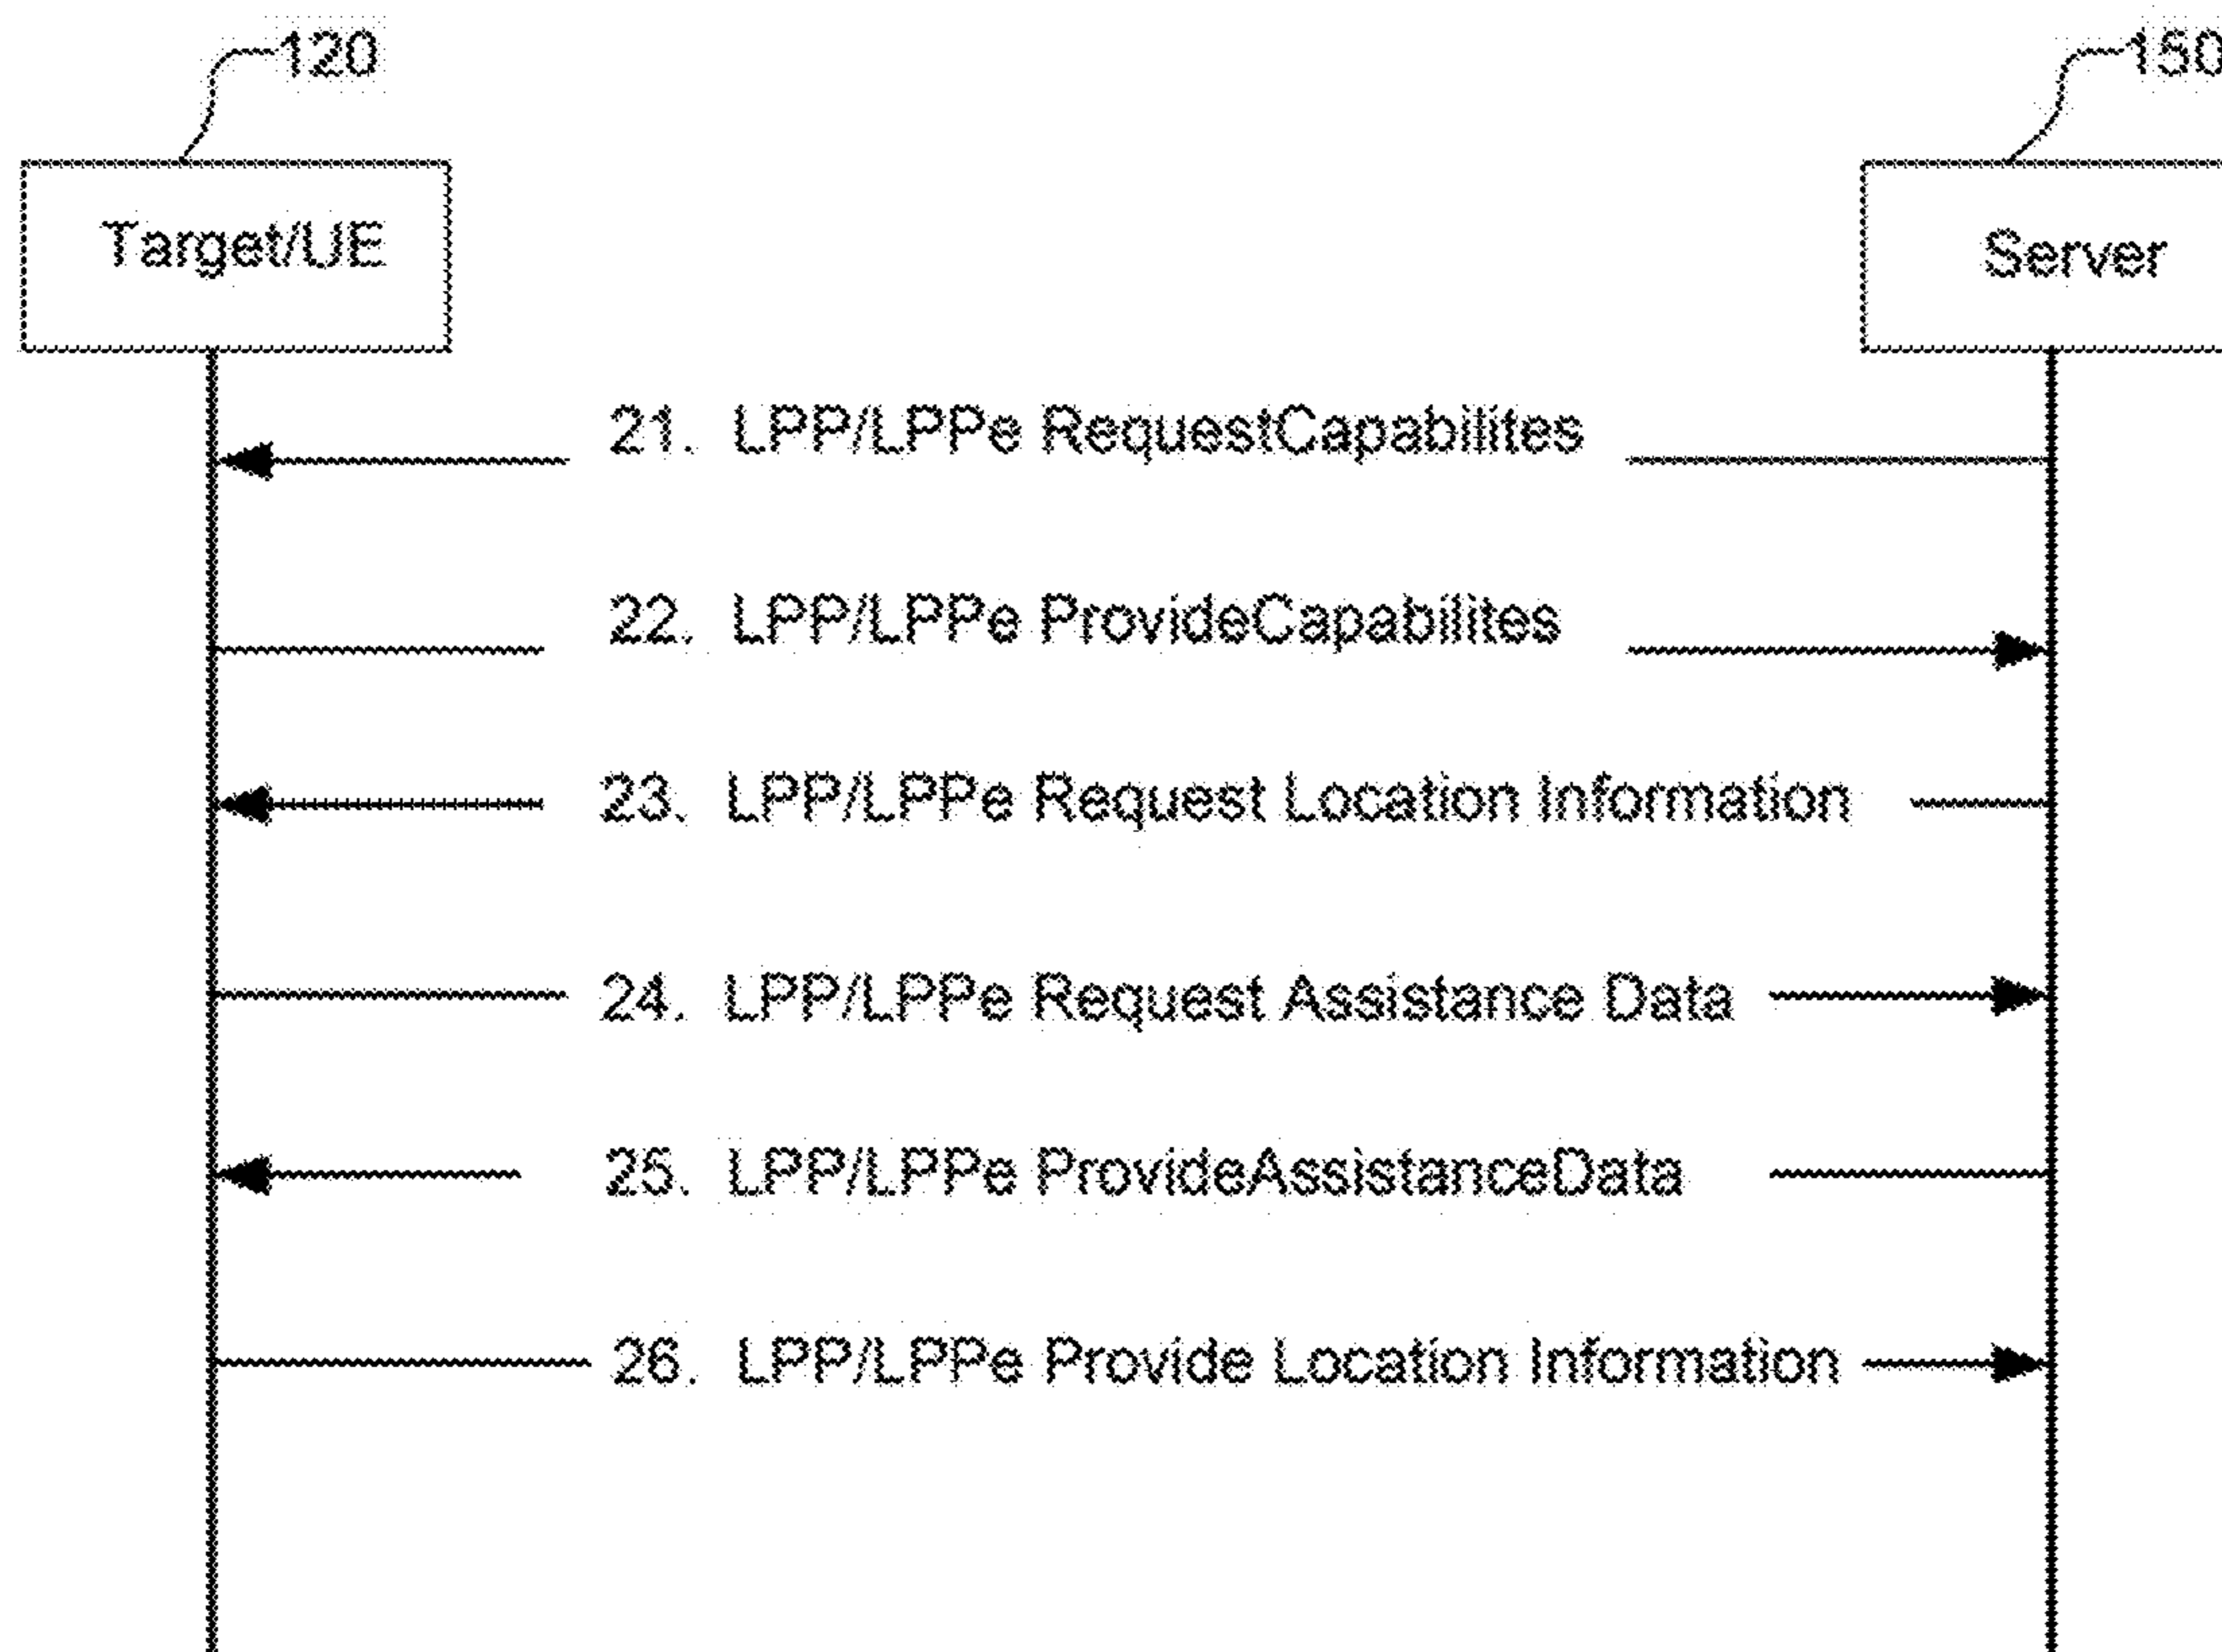 120
150
Target/UE
Server
21. LPP/LPPe RequestCapabilites
22. LPP/LPPe ProvideCapabilites
23. LPP/LPPe Request Location Information
24. LPP/LPPe Request Assistance Data
25. LPP/LPPe ProvideAssistanceData
26. LPP/LPPe Provide Location Information